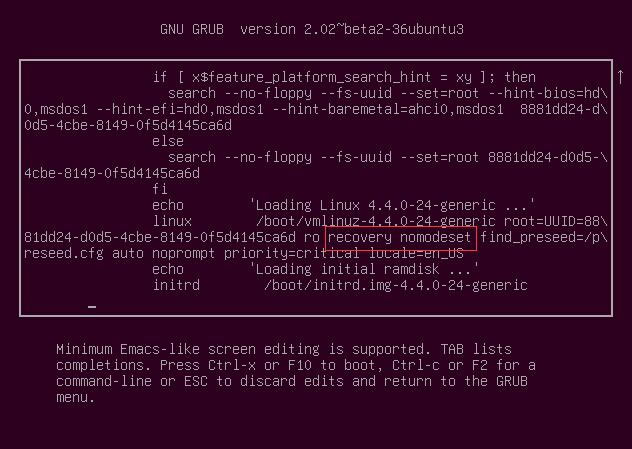 GNU GRUB  version 2.02~beta2-36ubuntu3
if [ x$feature_platform_search_hint = xy ]; then
search --no-floppy --fs-uuid --set=root --hint-bios=hd\
0,msdos1 --hint-efi=hd0,msdos1 --hint-baremetal=ahci0,msdos1  8881dd24-d\
0d5-4cbe-8149-0f5d4145ca6d
else
search --no-floppy --fs-uuid --set=root 8881dd24-d0d5-\
4cbe-8149-0f5d4145ca6d
fi
echo        'Loading Linux 4.4.0-24-generic ...'
linux        /boot/vmlinuz-4.4.0-24-generic root=UUID=88\
81dd24-d0d5-4cbe-8149-0f5d4145ca6d ro recovery nomodeset find_preseed=/p\
reseed.cfg auto noprompt priority=critical locale=en_US
echo        'Loading initial ramdisk ...'
initrd        /boot/initrd.img-4.4.0-24-generic
Minimum Emacs-like screen editing is supported. TAB lists
completions. Press Ctrl-x or F10 to boot, Ctrl-c or F2 for a
command-line or ESC to discard edits and return to the GRUB
menu.